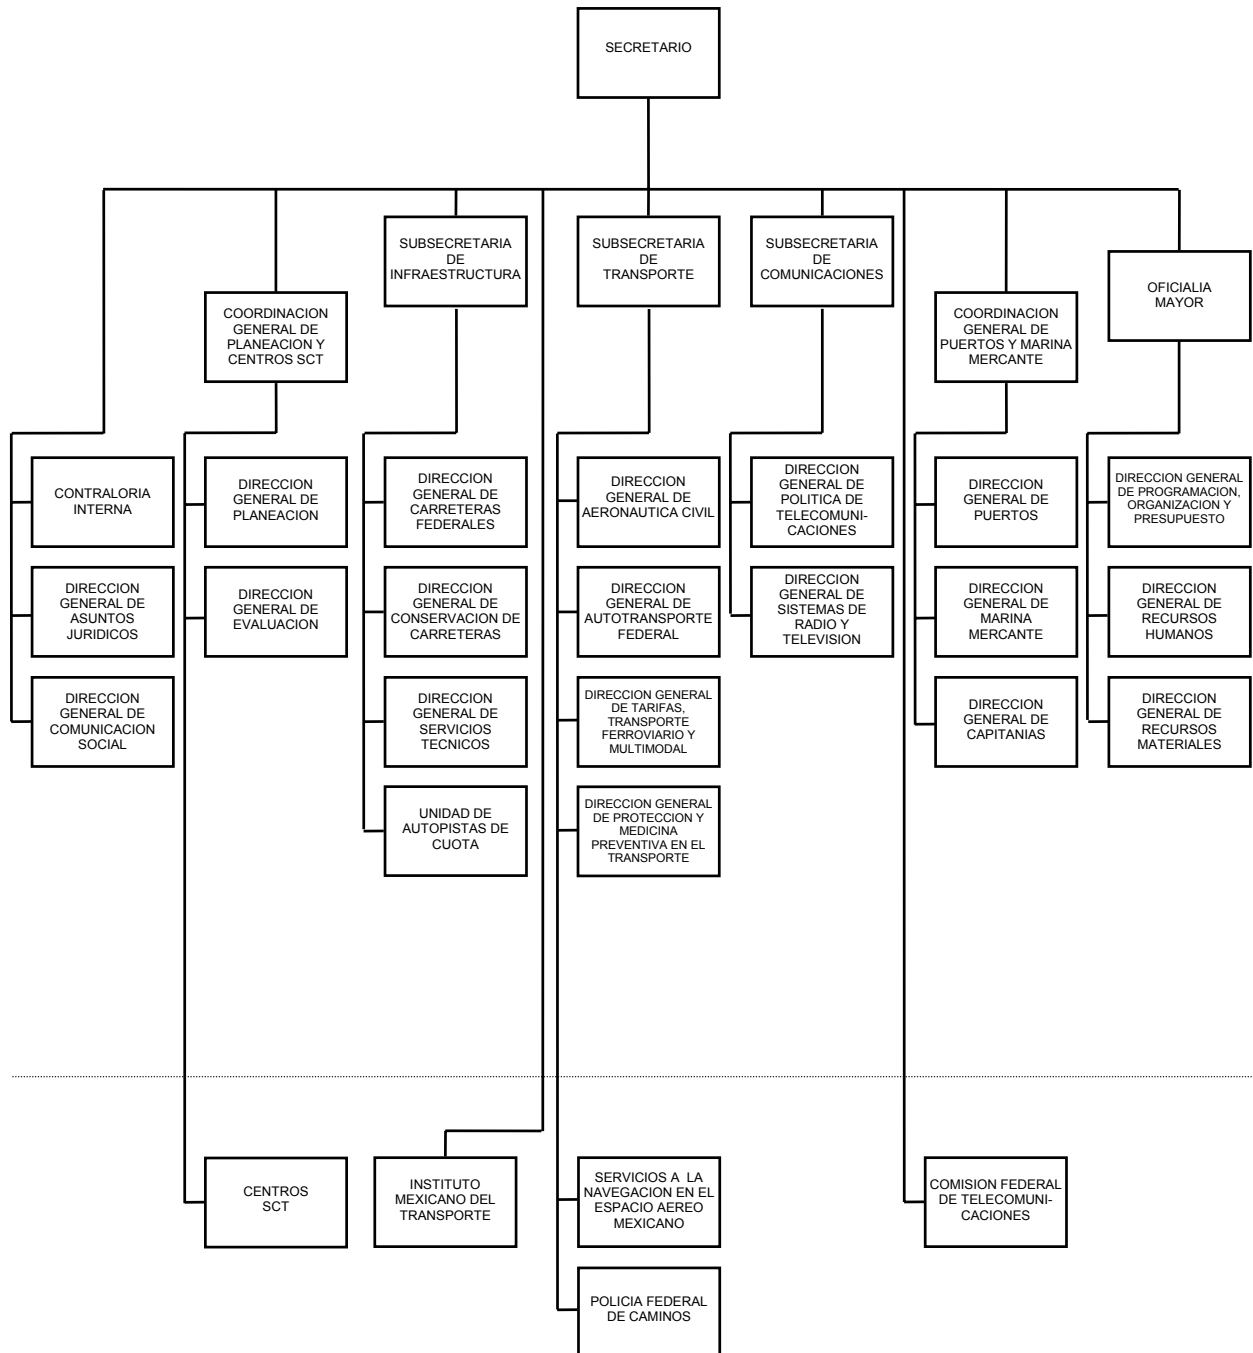 SECRETARIO
SUBSECRETARIA
DE
INFRAESTRUCTURA
SUBSECRETARIA
DE
TRANSPORTE
SUBSECRETARIA
DE
COMUNICACIONES
OFICIALIA
MAYOR
COORDINACION
GENERAL DE
PLANEACION Y
CENTROS SCT
COORDINACION
GENERAL DE
PUERTOS Y MARINA
MERCANTE
CONTRALORIA
INTERNA
DIRECCION
GENERAL DE
PLANEACION
DIRECCION
GENERAL DE
CARRETERAS
FEDERALES
DIRECCION
GENERAL DE
AERONAUTICA CIVIL
DIRECCION
GENERAL DE
POLITICA DE
TELECOMUNI-
CACIONES
DIRECCION
GENERAL DE
PUERTOS
DIRECCION GENERAL
DE PROGRAMACION,
ORGANIZACION Y
PRESUPUESTO
DIRECCION
GENERAL DE
ASUNTOS
JURIDICOS
DIRECCION
GENERAL DE
EVALUACION
DIRECCION
GENERAL DE
CONSERVACION DE
CARRETERAS
DIRECCION
GENERAL DE
AUTOTRANSPORTE
FEDERAL
DIRECCION
GENERAL DE
SISTEMAS DE
RADIO Y
TELEVISION
DIRECCION
GENERAL DE
MARINA
MERCANTE
DIRECCION
GENERAL DE
RECURSOS
HUMANOS
DIRECCION
GENERAL DE
COMUNICACION
SOCIAL
DIRECCION
GENERAL DE
SERVICIOS
TECNICOS
DIRECCION GENERAL
DE TARIFAS,
TRANSPORTE
FERROVIARIO Y
MULTIMODAL
DIRECCION
GENERAL DE
CAPITANIAS
DIRECCION
GENERAL DE
RECURSOS
MATERIALES
UNIDAD DE
AUTOPISTAS DE
CUOTA
DIRECCION GENERAL
DE PROTECCION Y
MEDICINA
PREVENTIVA EN EL
TRANSPORTE
CENTROS
SCT
INSTITUTO
MEXICANO DEL
TRANSPORTE
SERVICIOS A LA
NAVEGACION EN EL
ESPACIO AEREO
MEXICANO
COMISION FEDERAL
DE TELECOMUNI-
CACIONES
POLICIA FEDERAL
DE CAMINOS